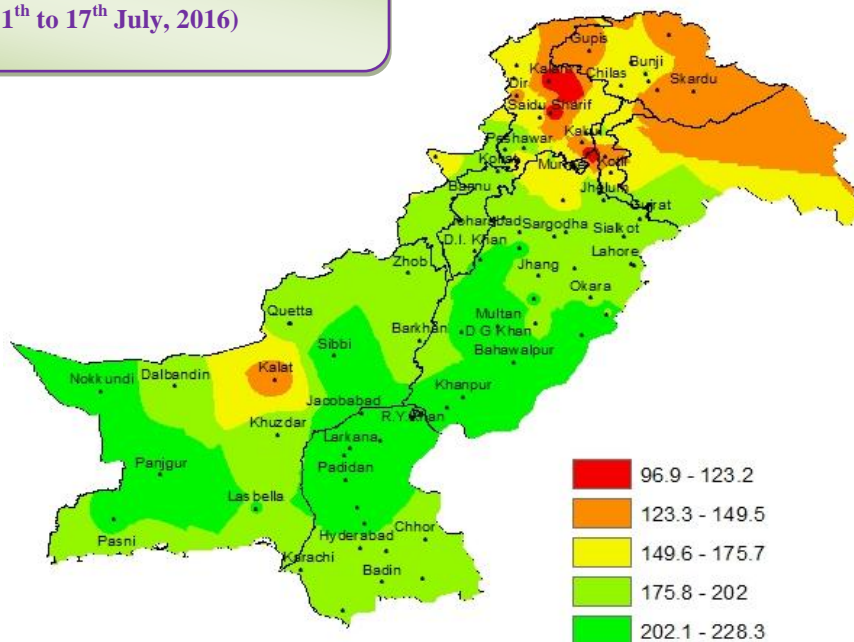 1th to 17th July, 2016)
Gupis
Bunji
Kalam
Chilas
Skardu
Dir
Saidu Sharif
Kakul
Peshawar
Kohat
Kotli
Bannu
Jhelum
Gujrat
Joharabad
Sargodha
Sialkot
D.I. Khan
Lahore
Zhob
Jhang
Okara
Quetta
Multan
Sibbi
Barkhan
D G Khan
Bahawalpur
Kalat
Nokkundi
Dalbandin
Khanpur
Jacobabad
R.Y.Khan
Khuzdar
Larkana
Panjgur
Padidan
Lasbella
Pasni
Hyderabad
Chhor
Karachi
Badin
96.9 - 123.2
123.3 - 149.5
149.6 - 175.7
175.8 - 202
202.1 - 228.3